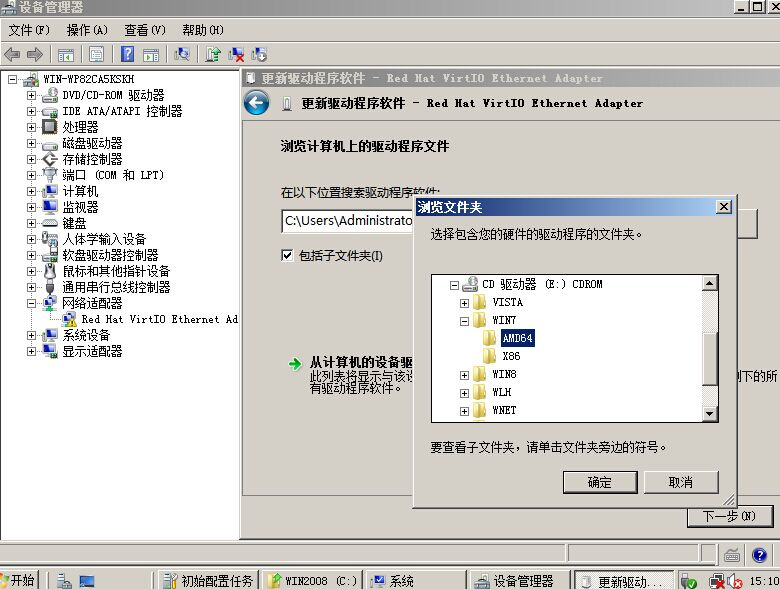 设备管理器
文件(F) 操作(A) 查看(V) 帮助(H)
WIN-WP82CA5KSKH
DVD/CD-ROM 驱动器
IDE ATA/ATAPI 控制器
处理器
磁盘驱动器
存储控制器
端口 (COM 和 LPT)
计算机
监视器
键盘
人体学输入设备
软盘驱动器控制器
鼠标和其他指针设备
通用串行总线控制器
网络适配器
Red Hat VirtIO Ethernet Ad
系统设备
显示适配器
更新驱动程序软件 - Red Hat VirtIO Ethernet Adapter
更新驱动程序软件 - Red Hat VirtIO Ethernet Adapter
浏览计算机上的驱动程序文件
在以下位置搜索驱动程序软件:
C:\Users\Administrato
包括子文件夹(I)
从计算机的设备驱
此列表将显示与该设
有驱动程序软件。
别下的所
下一步(N)
浏览文件夹
选择包含您的硬件的驱动程序的文件夹。
CD 驱动器 (E:) CDROM
VISTA
WIN7
AMD64
X86
WIN8
WLH
WNET
要查看子文件夹，请单击文件夹旁边的符号。
确定 取消
开始 初始配置任务 WIN2008 (C:) 系统 设备管理器 更新驱动... 15:10